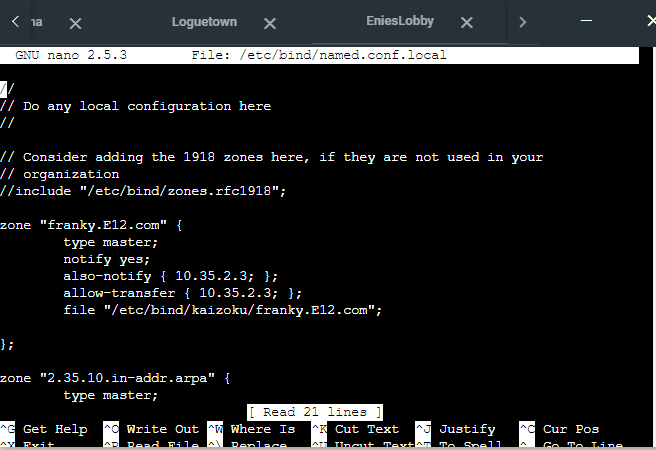 na Loguetown EniesLobby
GNU nano 2.5.3 File: /etc/bind/named.conf.local
//
// Do any local configuration here
//
// Consider adding the 1918 zones here, if they are not used in your
// organization
//include "/etc/bind/zones.rfc1918";
zone "franky.E12.com" {
type master;
notify yes;
also-notify { 10.35.2.3; };
allow-transfer { 10.35.2.3; };
file "/etc/bind/kaizoku/franky.E12.com";
};
zone "2.35.10.in-addr.arpa" {
type master;
[ Read 21 lines ]
^G Get Help ^O Write Out ^W Where Is ^K Cut Text ^J Justify ^C Cur Pos
^X Exit ^R Read File ^\ Replace ^U Uncut Text ^T To Spell ^_ Go To Line